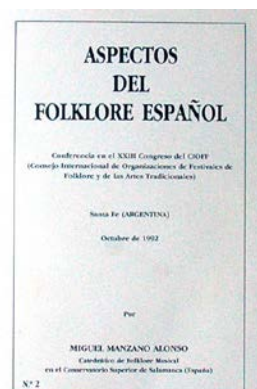 ASPECTOS
DEL
FOLKLORE ESPAÑOL
Conferencia en el XXIII Congreso del CIOFF
(Consejo Internacional de Organizaciones de Festivales de
Folklore y de las Artes Tradicionales)
Santa Fe (ARGENTINA)
Octubre de 1992
Por
MIGUEL MANZANO ALONSO
Catedrático de Folklore Musical
en el Conservatorio Superior de Salamanca (España)
N.º 2